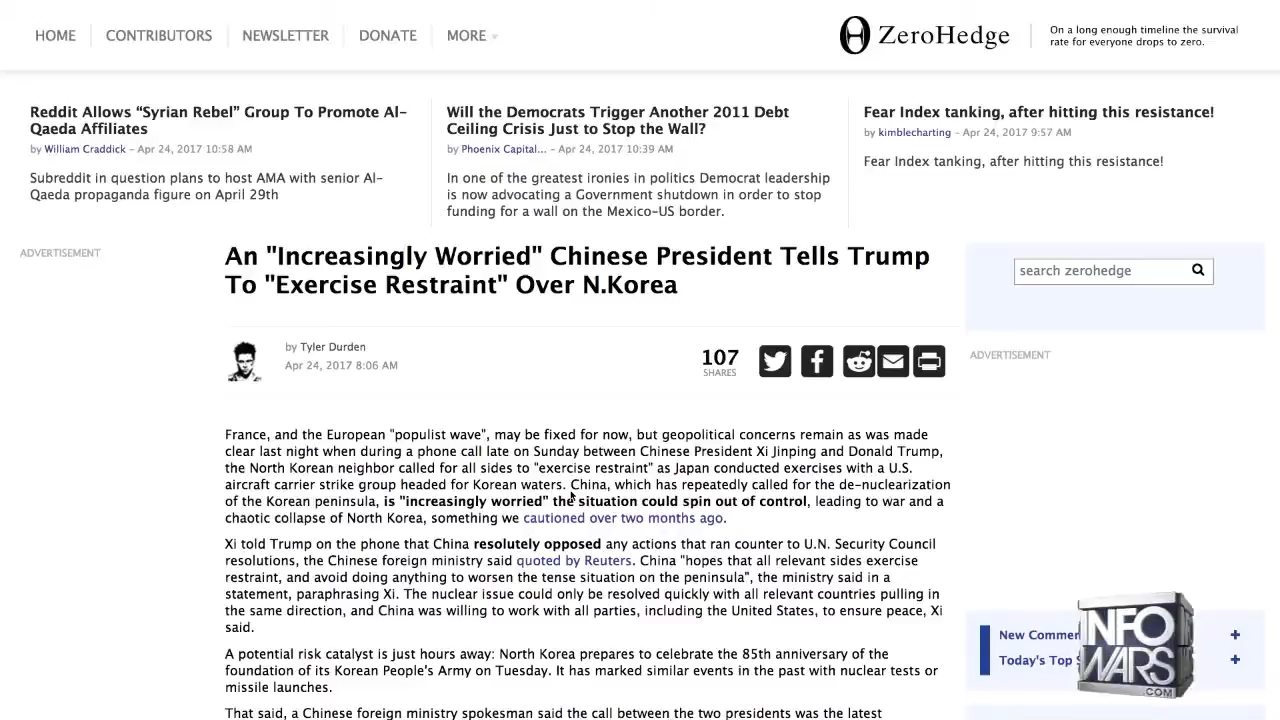 HOME
CONTRIBUTORS
NEWSLETTER
DONATE
MORE
ZeroHedge
On a long enough timeline the survival
rate for everyone drops to zero.
Reddit Allows “Syrian Rebel” Group To Promote Al-
Qaeda Affiliates
by William Craddick – Apr 24, 2017 10:58 AM
Subreddit in question plans to host AMA with senior Al-
Qaeda propaganda figure on April 29th
Will the Democrats Trigger Another 2011 Debt
Ceiling Crisis Just to Stop the Wall?
by Phoenix Capital... – Apr 24, 2017 10:39 AM
In one of the greatest ironies in politics Democrat leadership
is now advocating a Government shutdown in order to stop
funding for a wall on the Mexico-US border.
Fear Index tanking, after hitting this resistance!
by kimblecharting – Apr 24, 2017 9:57 AM
Fear Index tanking, after hitting this resistance!
ADVERTISEMENT
An "Increasingly Worried" Chinese President Tells Trump
To "Exercise Restraint" Over N.Korea
search zerohedge
by Tyler Durden
Apr 24, 2017 8:06 AM
107
SHARES
ADVERTISEMENT
France, and the European "populist wave", may be fixed for now, but geopolitical concerns remain as was made
clear last night when during a phone call late on Sunday between Chinese President Xi Jinping and Donald Trump,
the North Korean neighbor called for all sides to "exercise restraint" as Japan conducted exercises with a U.S.
aircraft carrier strike group headed for Korean waters. China, which has repeatedly called for the de-nuclearization
of the Korean peninsula, is "increasingly worried" the situation could spin out of control, leading to war and a
chaotic collapse of North Korea, something we cautioned over two months ago.
Xi told Trump on the phone that China resolutely opposed any actions that ran counter to U.N. Security Council
resolutions, the Chinese foreign ministry said quoted by Reuters. China "hopes that all relevant sides exercise
restraint, and avoid doing anything to worsen the tense situation on the peninsula", the ministry said in a
statement, paraphrasing Xi. The nuclear issue could only be resolved quickly with all relevant countries pulling in
the same direction, and China was willing to work with all parties, including the United States, to ensure peace, Xi
said.
A potential risk catalyst is just hours away: North Korea prepares to celebrate the 85th anniversary of the
foundation of its Korean People's Army on Tuesday. It has marked similar events in the past with nuclear tests or
missile launches.
That said, a Chinese foreign ministry spokesman said the call between the two presidents was the latest
New Commen
Today's Top S
INFO
WARS
.COM